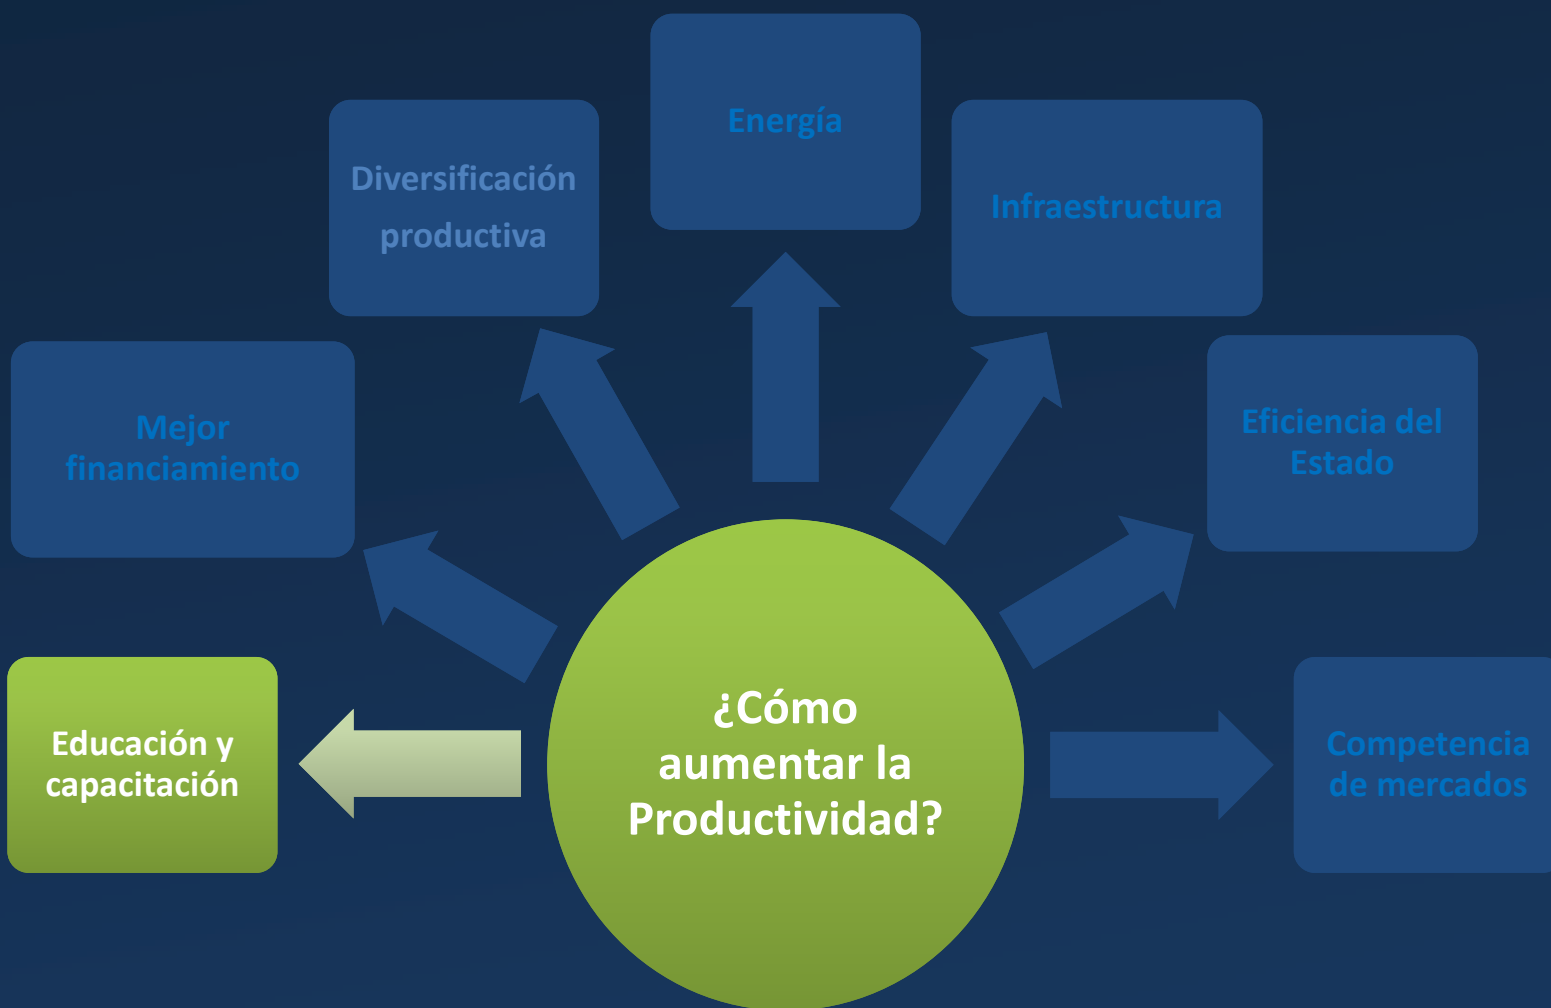 Energía
Diversificación
productiva
Infraestructura
Mejor
financiamiento
Eficiencia del
Estado
¿Cómo
aumentar la
Productividad?
Educación y
capacitación
Competencia
de mercados